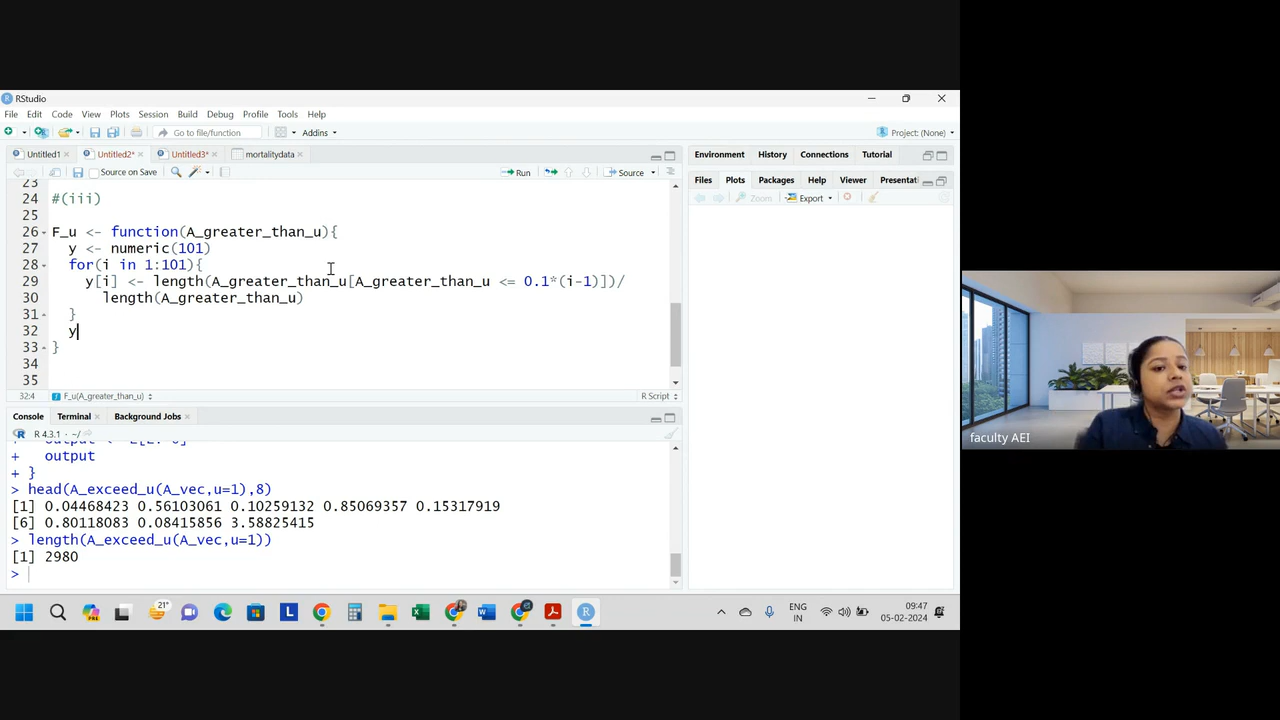 RStudio
File Edit Code View Plots Session Build Debug Profile Tools Help
Go to file/function Addins Project: (None)
Untitled1 Untitled2* Untitled3* mortalitydata
Source on Save Run Source
23
24 #(iii)
25
26 F_u <- function(A_greater_than_u){
27 y <- numeric(101)
28 for(i in 1:101){
29 y[i] <- length(A_greater_than_u[A_greater_than_u <= 0.1*(i-1)])/
30 length(A_greater_than_u)
31 }
32 y
33 }
34
35
32:4 F_u(A_greater_than_u) R Script
Console Terminal Background Jobs
R 4.3.1 · ~/
+ output
+ }
> head(A_exceed_u(A_vec,u=1),8)
[1] 0.04468423 0.56103061 0.10259132 0.85069357 0.15317919
[6] 0.80118083 0.08415856 3.58825415
> length(A_exceed_u(A_vec,u=1))
[1] 2980
>
Environment History Connections Tutorial
Files Plots Packages Help Viewer Presentati
Zoom Export
faculty AEI
21°
ENG
IN
09:47
05-02-2024